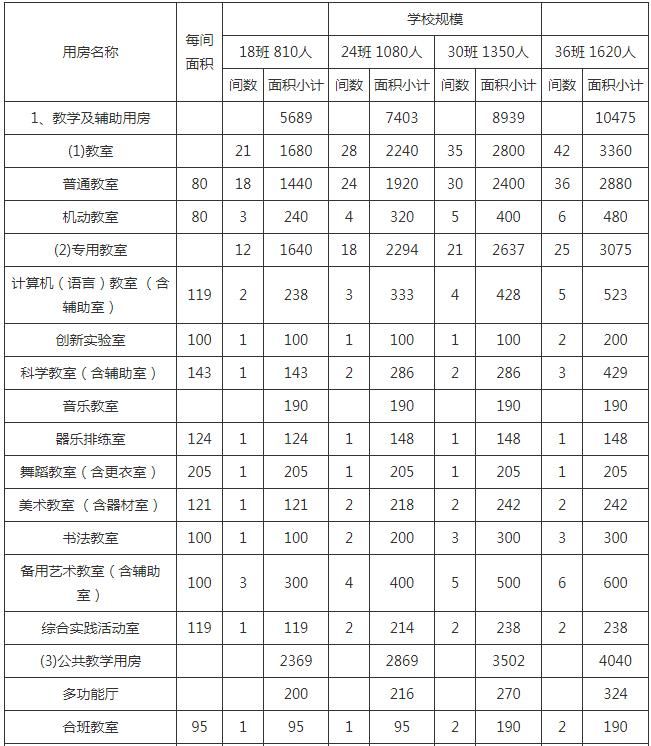 用房名称 每间面积 学校规模
18班 810人 24班 1080人 30班 1350人 36班 1620人
间数 面积小计 间数 面积小计 间数 面积小计 间数 面积小计
1、教学及辅助用房 5689 7403 8939 10475
(1)教室 21 1680 28 2240 35 2800 42 3360
普通教室 80 18 1440 24 1920 30 2400 36 2880
机动教室 80 3 240 4 320 5 400 6 480
(2)专用教室 12 1640 18 2294 21 2637 25 3075
计算机（语言）教室 （含辅助室） 119 2 238 3 333 4 428 5 523
创新实验室 100 1 100 1 100 1 100 2 200
科学教室（含辅助室） 143 1 143 2 286 2 286 3 429
音乐教室 190 190 190 190
器乐排练室 124 1 124 1 148 1 148 1 148
舞蹈教室（含更衣室） 205 1 205 1 205 1 205 1 205
美术教室 （含器材室） 121 1 121 2 218 2 242 2 242
书法教室 100 1 100 2 200 3 300 3 300
备用艺术教室（含辅助室） 100 3 300 4 400 5 500 6 600
综合实践活动室 119 1 119 2 214 2 238 2 238
(3)公共教学用房 2369 2869 3502 4040
多功能厅 200 216 270 324
合班教室 95 1 95 1 95 2 190 2 190